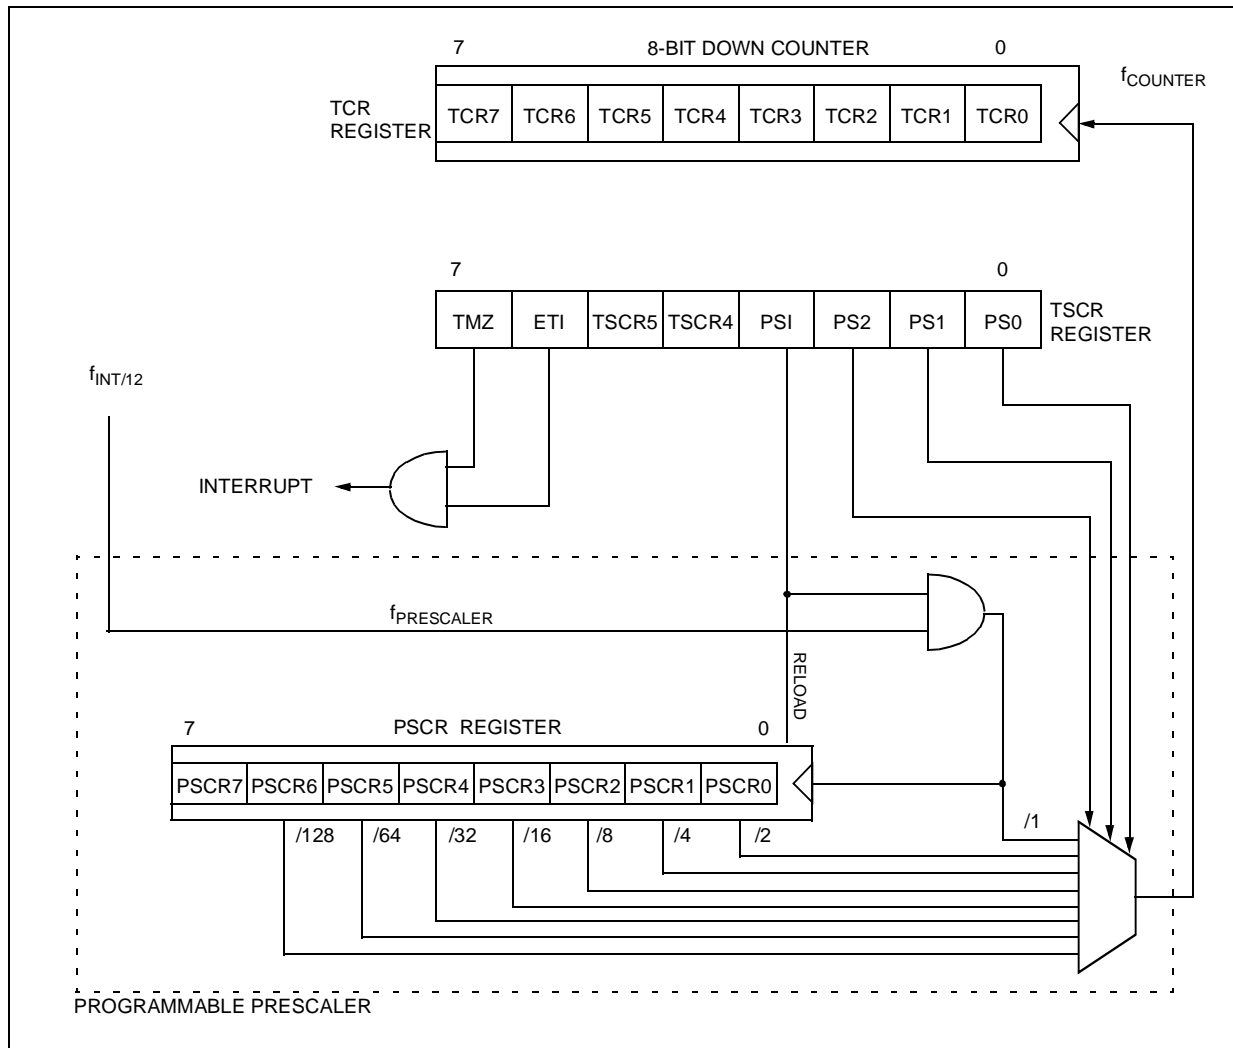 7 8-BIT DOWN COUNTER 0
fCOUNTER
TCR
REGISTER
TCR7 TCR6 TCR5 TCR4 TCR3 TCR2 TCR1 TCR0
7 0
TMZ ETI TSCR5 TSCR4 PSI PS2 PS1 PS0
TSCR
REGISTER
fINT/12
INTERRUPT
fPRESCALER
RELOAD
7 PSCR REGISTER 0
PSCR7 PSCR6 PSCR5 PSCR4 PSCR3 PSCR2 PSCR1 PSCR0
/128 /64 /32 /16 /8 /4 /2 /1
PROGRAMMABLE PRESCALER